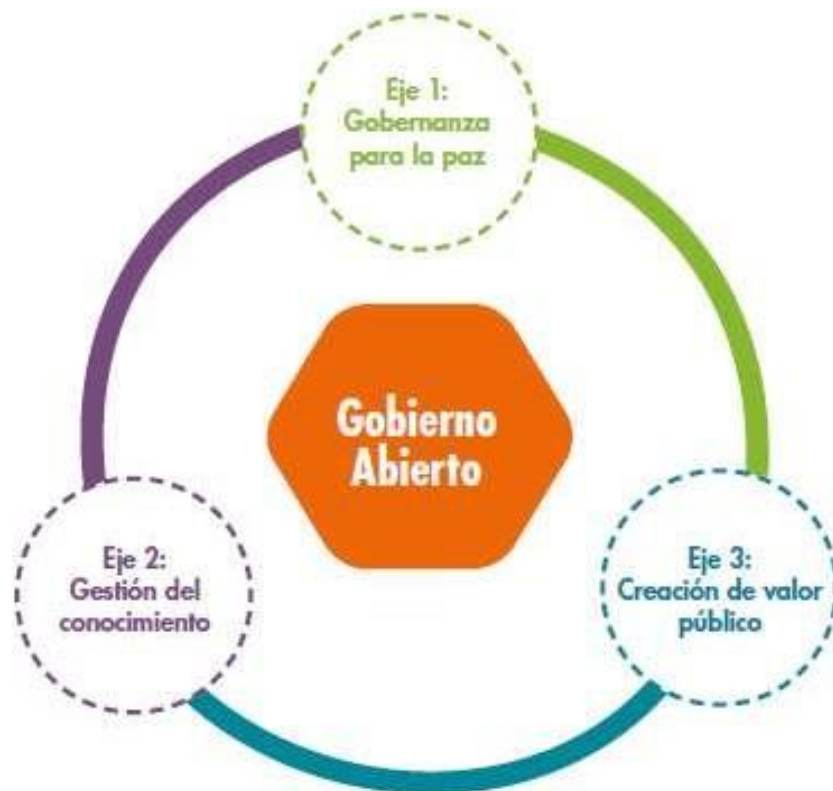 Eje 1:
Gobernanza
para la paz
Gobierno
Abierto
Eje 2:
Gestión del
conocimiento
Eje 3:
Creación de valor
público